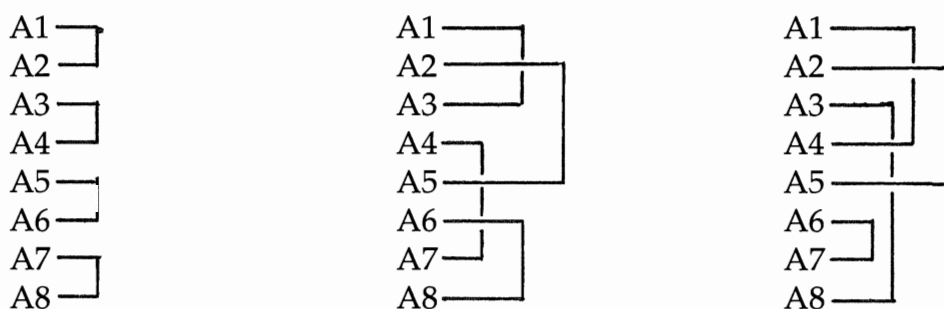 A1 A1 A1
A2 A2 A2
A3 A3 A3
A4 A4 A4
A5 A5 A5
A6 A6 A6
A7 A7 A7
A8 A8 A8